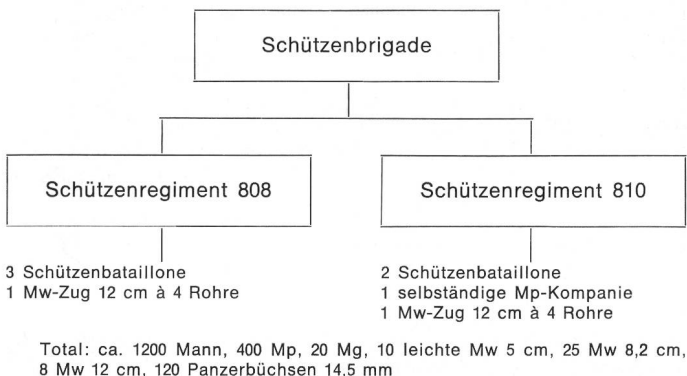 Schützenbrigade
Schützenregiment 808
Schützenregiment 810
3 Schützenbataillone
1 Mw-Zug 12 cm à 4 Rohre
2 Schützenbataillone
1 selbständige Mp-Kompanie
1 Mw-Zug 12 cm à 4 Rohre
Total: ca. 1200 Mann, 400 Mp, 20 Mg, 10 leichte Mw 5 cm, 25 Mw 8,2 cm,
8 Mw 12 cm, 120 Panzerbüchsen 14,5 mm